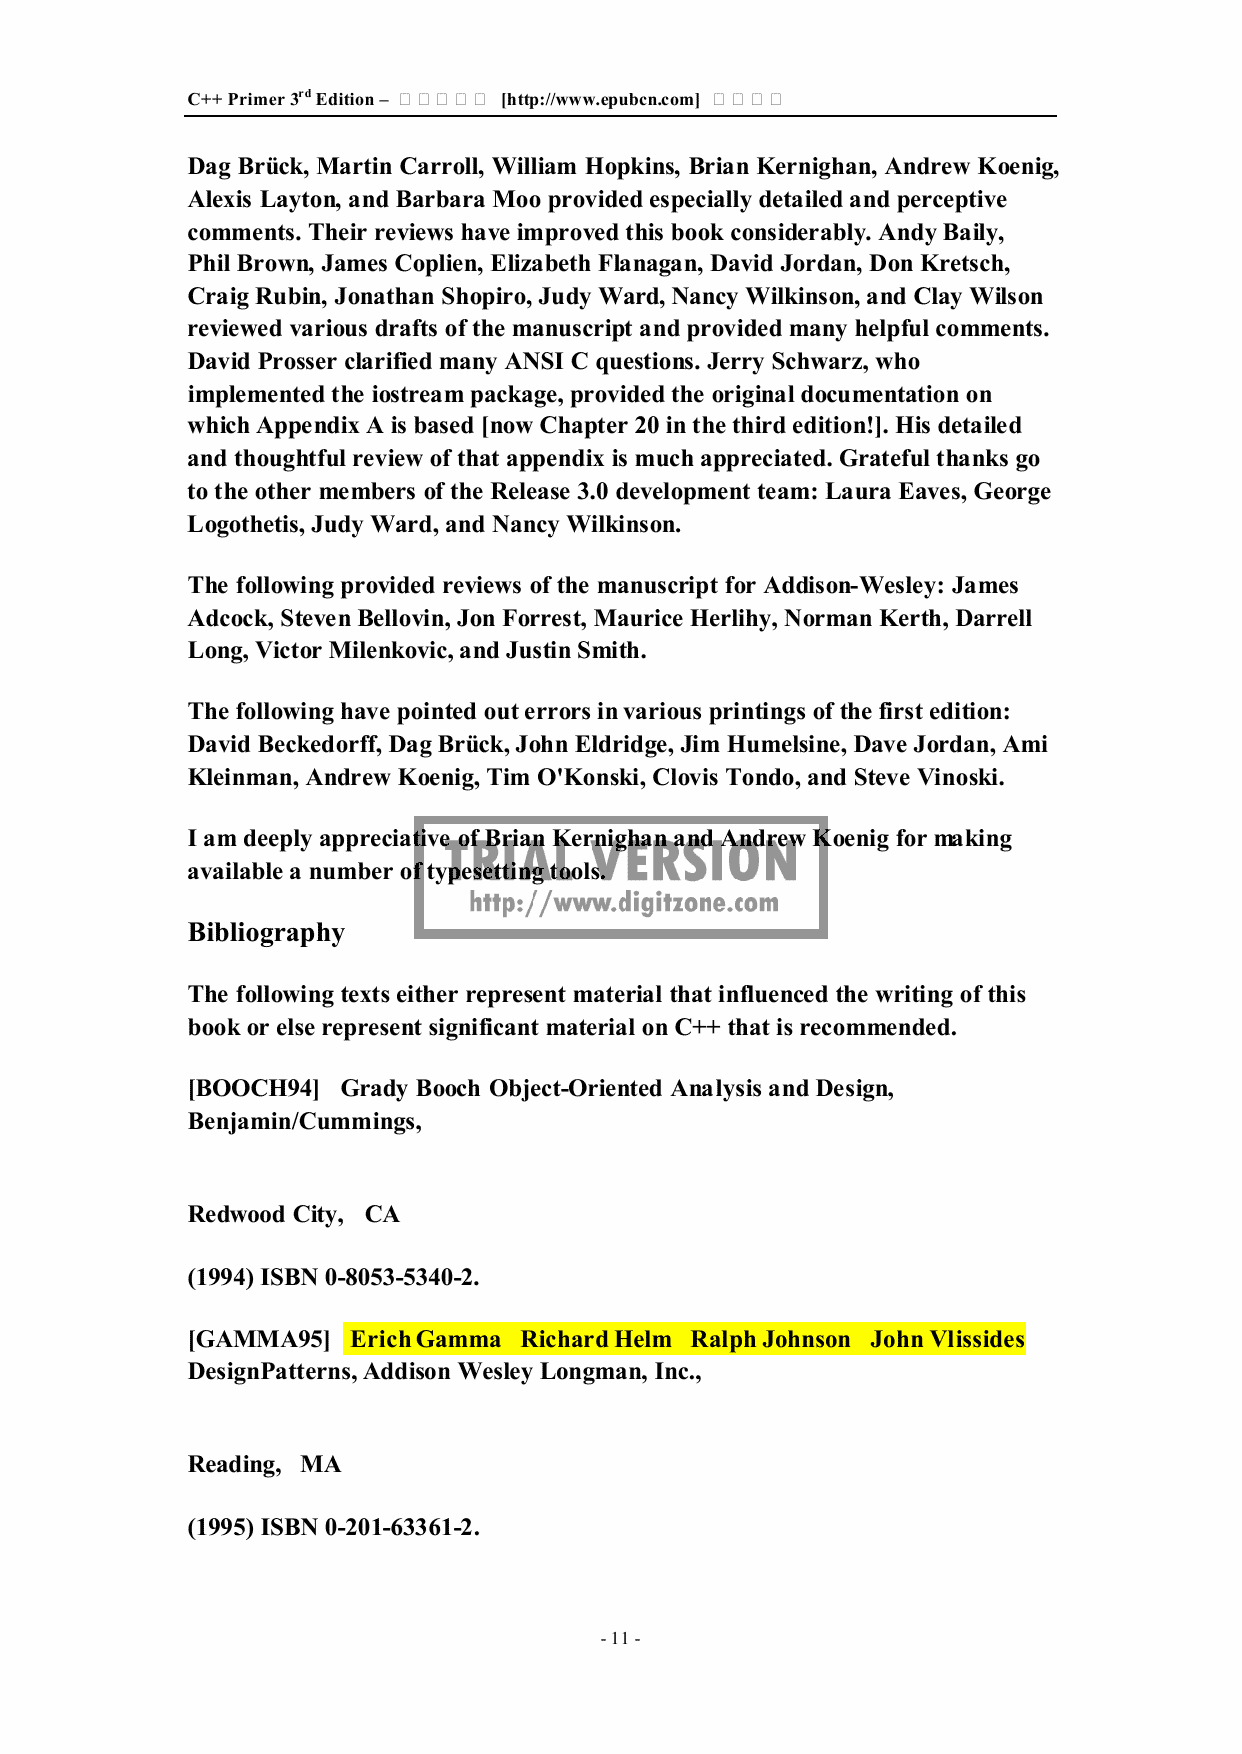 C++ Primer 3rd Edition – □ □ □ □ □ [http://www.epubcn.com] □ □ □ □
Dag Brück, Martin Carroll, William Hopkins, Brian Kernighan, Andrew Koenig,
Alexis Layton, and Barbara Moo provided especially detailed and perceptive
comments. Their reviews have improved this book considerably. Andy Baily,
Phil Brown, James Coplien, Elizabeth Flanagan, David Jordan, Don Kretsch,
Craig Rubin, Jonathan Shopiro, Judy Ward, Nancy Wilkinson, and Clay Wilson
reviewed various drafts of the manuscript and provided many helpful comments.
David Prosser clarified many ANSI C questions. Jerry Schwarz, who
implemented the iostream package, provided the original documentation on
which Appendix A is based [now Chapter 20 in the third edition!]. His detailed
and thoughtful review of that appendix is much appreciated. Grateful thanks go
to the other members of the Release 3.0 development team: Laura Eaves, George
Logothetis, Judy Ward, and Nancy Wilkinson.
The following provided reviews of the manuscript for Addison-Wesley: James
Adcock, Steven Bellovin, Jon Forrest, Maurice Herlihy, Norman Kerth, Darrell
Long, Victor Milenkovic, and Justin Smith.
The following have pointed out errors in various printings of the first edition:
David Beckedorff, Dag Brück, John Eldridge, Jim Humelsine, Dave Jordan, Ami
Kleinman, Andrew Koenig, Tim O'Konski, Clovis Tondo, and Steve Vinoski.
I am deeply appreciative of Brian Kernighan and Andrew Koenig for making
available a number of typesetting tools.
TRIAL VERSION
http://www.digitzone.com
Bibliography
The following texts either represent material that influenced the writing of this
book or else represent significant material on C++ that is recommended.
[BOOCH94] Grady Booch Object-Oriented Analysis and Design,
Benjamin/Cummings,
Redwood City, CA
(1994) ISBN 0-8053-5340-2.
[GAMMA95] Erich Gamma Richard Helm Ralph Johnson John Vlissides
DesignPatterns, Addison Wesley Longman, Inc.,
Reading, MA
(1995) ISBN 0-201-63361-2.
- 11 -